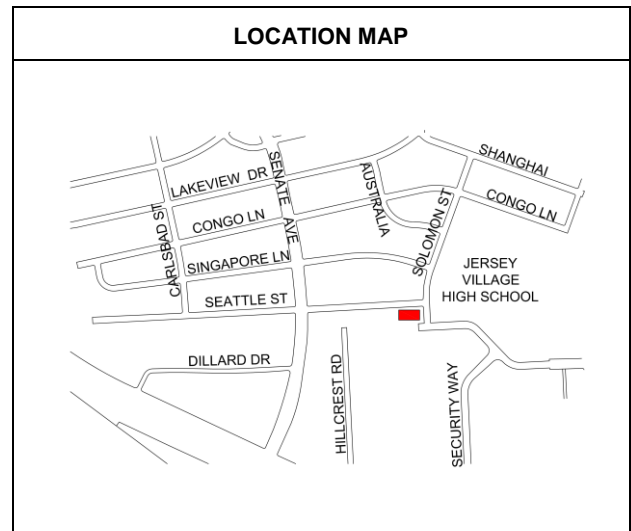 LOCATION MAP
SHANGHAI
LAKEVIEW DR
SENATE AVE
AUSTRALIA
CONGO LN
CARLSBAD ST
CONGO LN
SOLOMON ST
SINGAPORE LN
JERSEY
VILLAGE
HIGH SCHOOL
SEATTLE ST
DILLARD DR
HILLCREST RD
SECURITY WAY